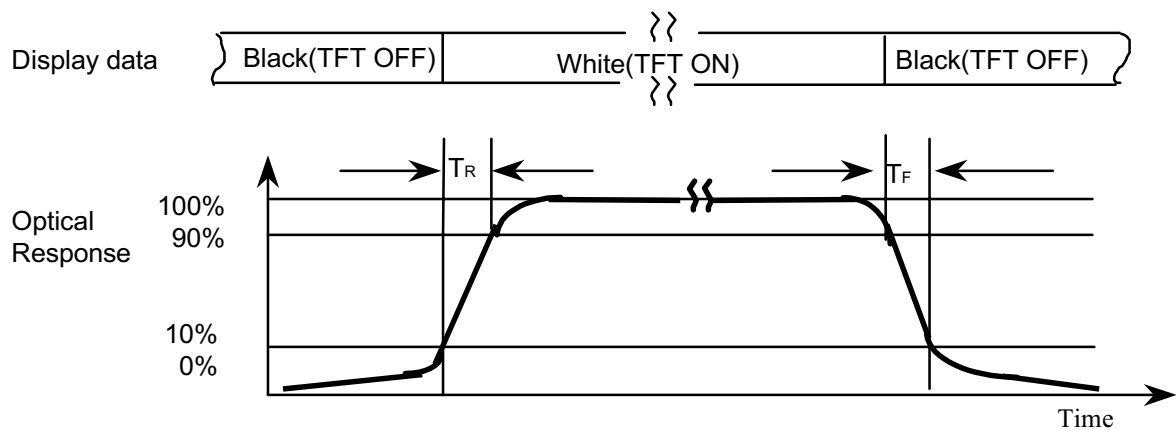 Display data
Black(TFT OFF)
White(TFT ON)
Black(TFT OFF)
TR
TF
Optical
Response
100%
90%
10%
0%
Time